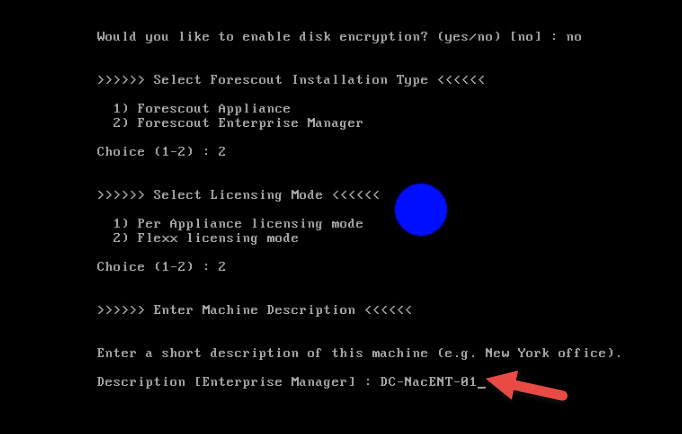 Would you like to enable disk encryption? (yes/no) [no] : no
>>>>>> Select Forescout Installation Type <<<<<<
1) Forescout Appliance
2) Forescout Enterprise Manager
Choice (1-2) : 2
>>>>>> Select Licensing Mode <<<<<<
1) Per Appliance licensing mode
2) Flexx licensing mode
Choice (1-2) : 2
>>>>>> Enter Machine Description <<<<<<
Enter a short description of this machine (e.g. New York office).
Description [Enterprise Manager] : DC-NacENT-01_